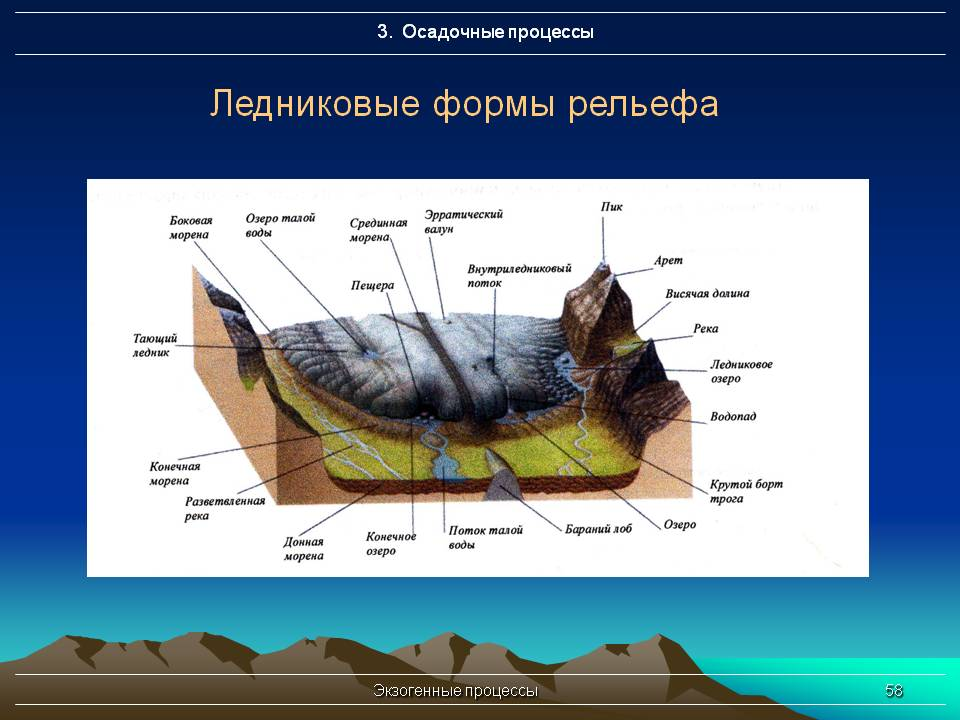 3. Осадочные процессы
Ледниковые формы рельефа
Боковая
морена
Озеро талой
воды
Срединная
морена
Эрратический
валун
Пик
Арет
Внутриледниковый
поток
Пещера
Висячая долина
Река
Тающий
ледник
Ледниковое
озеро
Водопад
Конечная
морена
Крутой борт
трога
Разветвленная
река
Донная
морена
Конечное
озеро
Поток талой
воды
Бараний лоб
Озеро
Экзогенные процессы
58